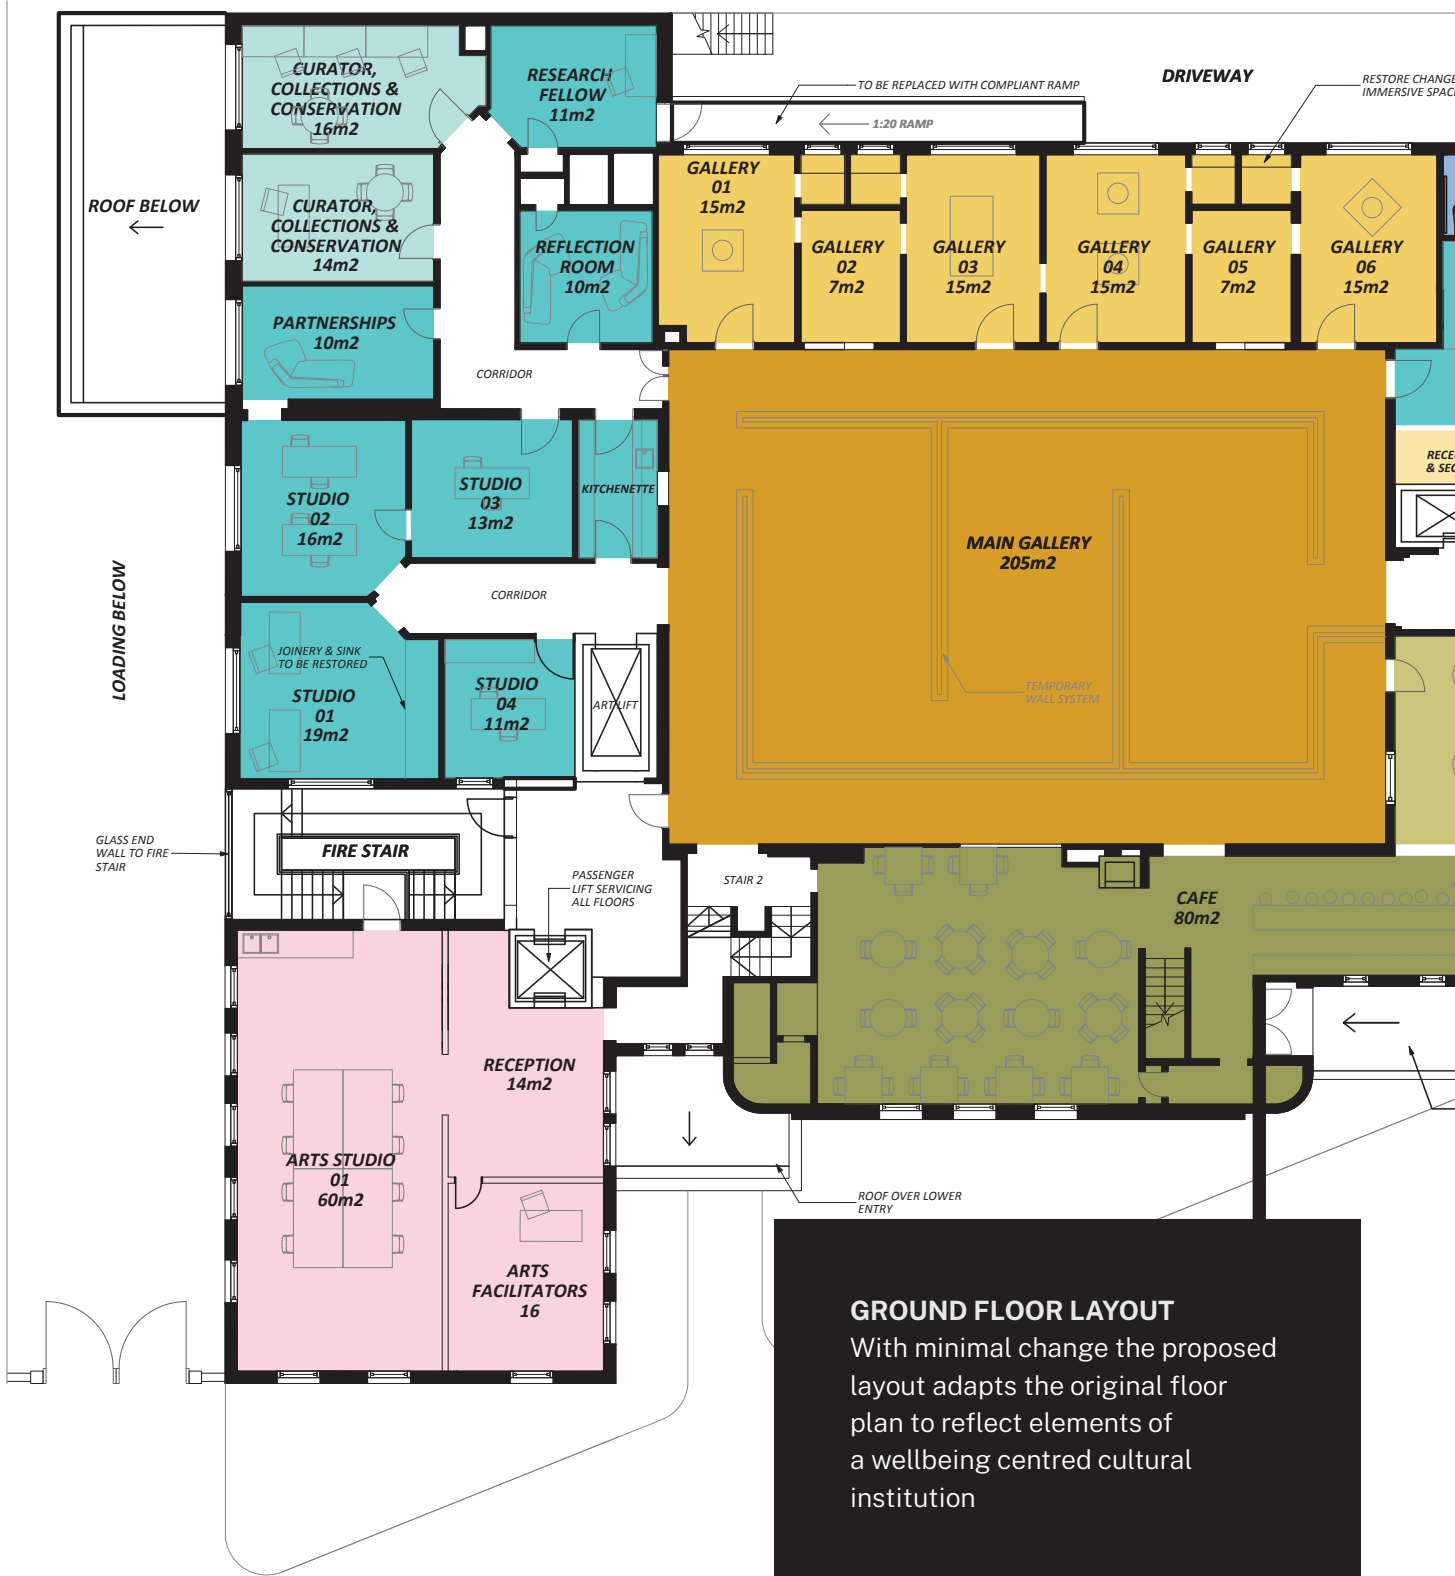 CURATOR,
COLLECTIONS &
CONSERVATION
16m2
RESEARCH
FELLOW
11m2
TO BE REPLACED WITH COMPLIANT RAMP
1:20 RAMP
DRIVEWAY
RESTORE CHANGE
IMMERSIVE SPAC
ROOF BELOW
CURATOR,
COLLECTIONS &
CONSERVATION
14m2
REFLECTION
ROOM
10m2
GALLERY
01
15m2
GALLERY
02
7m2
GALLERY
03
15m2
GALLERY
04
15m2
GALLERY
05
7m2
GALLERY
06
15m2
PARTNERSHIPS
10m2
CORRIDOR
STUDIO
02
16m2
STUDIO
03
13m2
KITCHENETTE
RECE
& SEC
MAIN GALLERY
205m2
LOADING BELOW
CORRIDOR
JOINERY & SINK
TO BE RESTORED
STUDIO
01
19m2
STUDIO
04
11m2
ART LIFT
TEMPORARY
WALL SYSTEM
GLASS END
WALL TO FIRE
STAIR
FIRE STAIR
PASSENGER
LIFT SERVICING
ALL FLOORS
STAIR 2
CAFE
80m2
RECEPTION
14m2
ARTS STUDIO
01
60m2
ARTS
FACILITATORS
16
ROOF OVER LOWER
ENTRY
GROUND FLOOR LAYOUT
With minimal change the proposed
layout adapts the original floor
plan to reflect elements of
a wellbeing centred cultural
institution